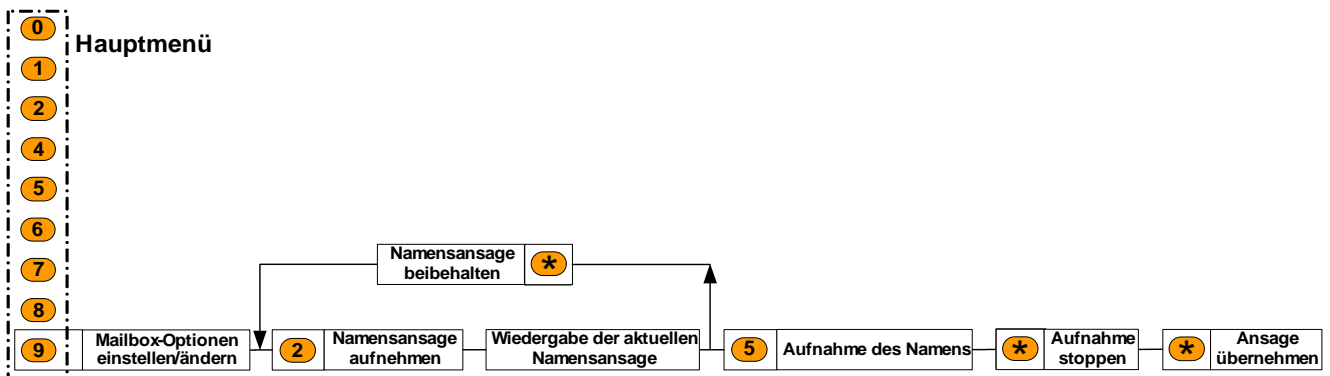 0
Hauptmenü
1
2
4
5
6
7
8
Namensansage
beibehalten
*
9
Mailbox-Optionen
einstellen/ändern
2
Namensansage
aufnehmen
Wiedergabe der aktuellen
Namensansage
5
Aufnahme des Namens
*
Aufnahme
stoppen
*
Ansage
übernehmen